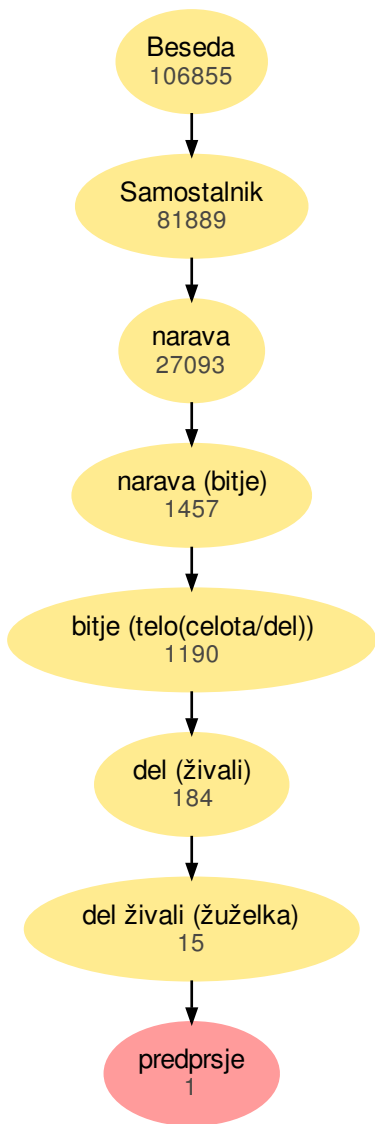 Beseda
106855
Samostalnik
81889
narava
27093
narava (bitje)
1457
bitje (telo(celota/del))
1190
del (živali)
184
del živali (žuželka)
15
predprsje
1